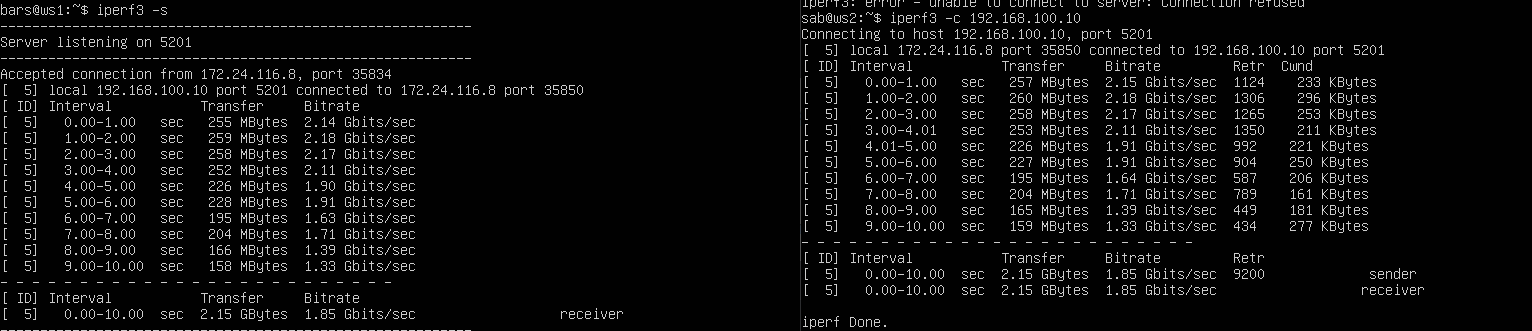 bars@ws1:~$ iperf3 -s
-----------------------------------------------------------
Server listening on 5201
-----------------------------------------------------------
Accepted connection from 172.24.116.8, port 35834
[  5] local 192.168.100.10 port 5201 connected to 172.24.116.8 port 35850
[ ID] Interval           Transfer     Bitrate
[  5]   0.00-1.00   sec   255 MBytes  2.14 Gbits/sec
[  5]   1.00-2.00   sec   259 MBytes  2.18 Gbits/sec
[  5]   2.00-3.00   sec   258 MBytes  2.17 Gbits/sec
[  5]   3.00-4.00   sec   252 MBytes  2.11 Gbits/sec
[  5]   4.00-5.00   sec   226 MBytes  1.90 Gbits/sec
[  5]   5.00-6.00   sec   228 MBytes  1.91 Gbits/sec
[  5]   6.00-7.00   sec   195 MBytes  1.63 Gbits/sec
[  5]   7.00-8.00   sec   204 MBytes  1.71 Gbits/sec
[  5]   8.00-9.00   sec   166 MBytes  1.39 Gbits/sec
[  5]   9.00-10.00  sec   158 MBytes  1.33 Gbits/sec
- - - - - - - - - - - - - - - - - - - - - - - - -
[ ID] Interval           Transfer     Bitrate
[  5]   0.00-10.00  sec  2.15 GBytes  1.85 Gbits/sec                  receiver
-----------------------------------------------------------
iperf3: error - unable to connect to server: Connection refused
sab@ws2:~$ iperf3 -c 192.168.100.10
Connecting to host 192.168.100.10, port 5201
[  5] local 172.24.116.8 port 35850 connected to 192.168.100.10 port 5201
[ ID] Interval           Transfer     Bitrate         Retr  Cwnd
[  5]   0.00-1.00   sec   257 MBytes  2.15 Gbits/sec  1124    233 KBytes
[  5]   1.00-2.00   sec   260 MBytes  2.18 Gbits/sec  1306    296 KBytes
[  5]   2.00-3.00   sec   258 MBytes  2.17 Gbits/sec  1265    253 KBytes
[  5]   3.00-4.01   sec   253 MBytes  2.11 Gbits/sec  1350    211 KBytes
[  5]   4.01-5.00   sec   226 MBytes  1.91 Gbits/sec  992   221 KBytes
[  5]   5.00-6.00   sec   227 MBytes  1.91 Gbits/sec  904   250 KBytes
[  5]   6.00-7.00   sec   195 MBytes  1.64 Gbits/sec  587   206 KBytes
[  5]   7.00-8.00   sec   204 MBytes  1.71 Gbits/sec  789   161 KBytes
[  5]   8.00-9.00   sec   165 MBytes  1.39 Gbits/sec  449   181 KBytes
[  5]   9.00-10.00  sec   159 MBytes  1.33 Gbits/sec  434   277 KBytes
- - - - - - - - - - - - - - - - - - - - - - - - -
[ ID] Interval           Transfer     Bitrate         Retr
[  5]   0.00-10.00  sec  2.15 GBytes  1.85 Gbits/sec  9200             sender
[  5]   0.00-10.00  sec  2.15 GBytes  1.85 Gbits/sec                  receiver

iperf Done.